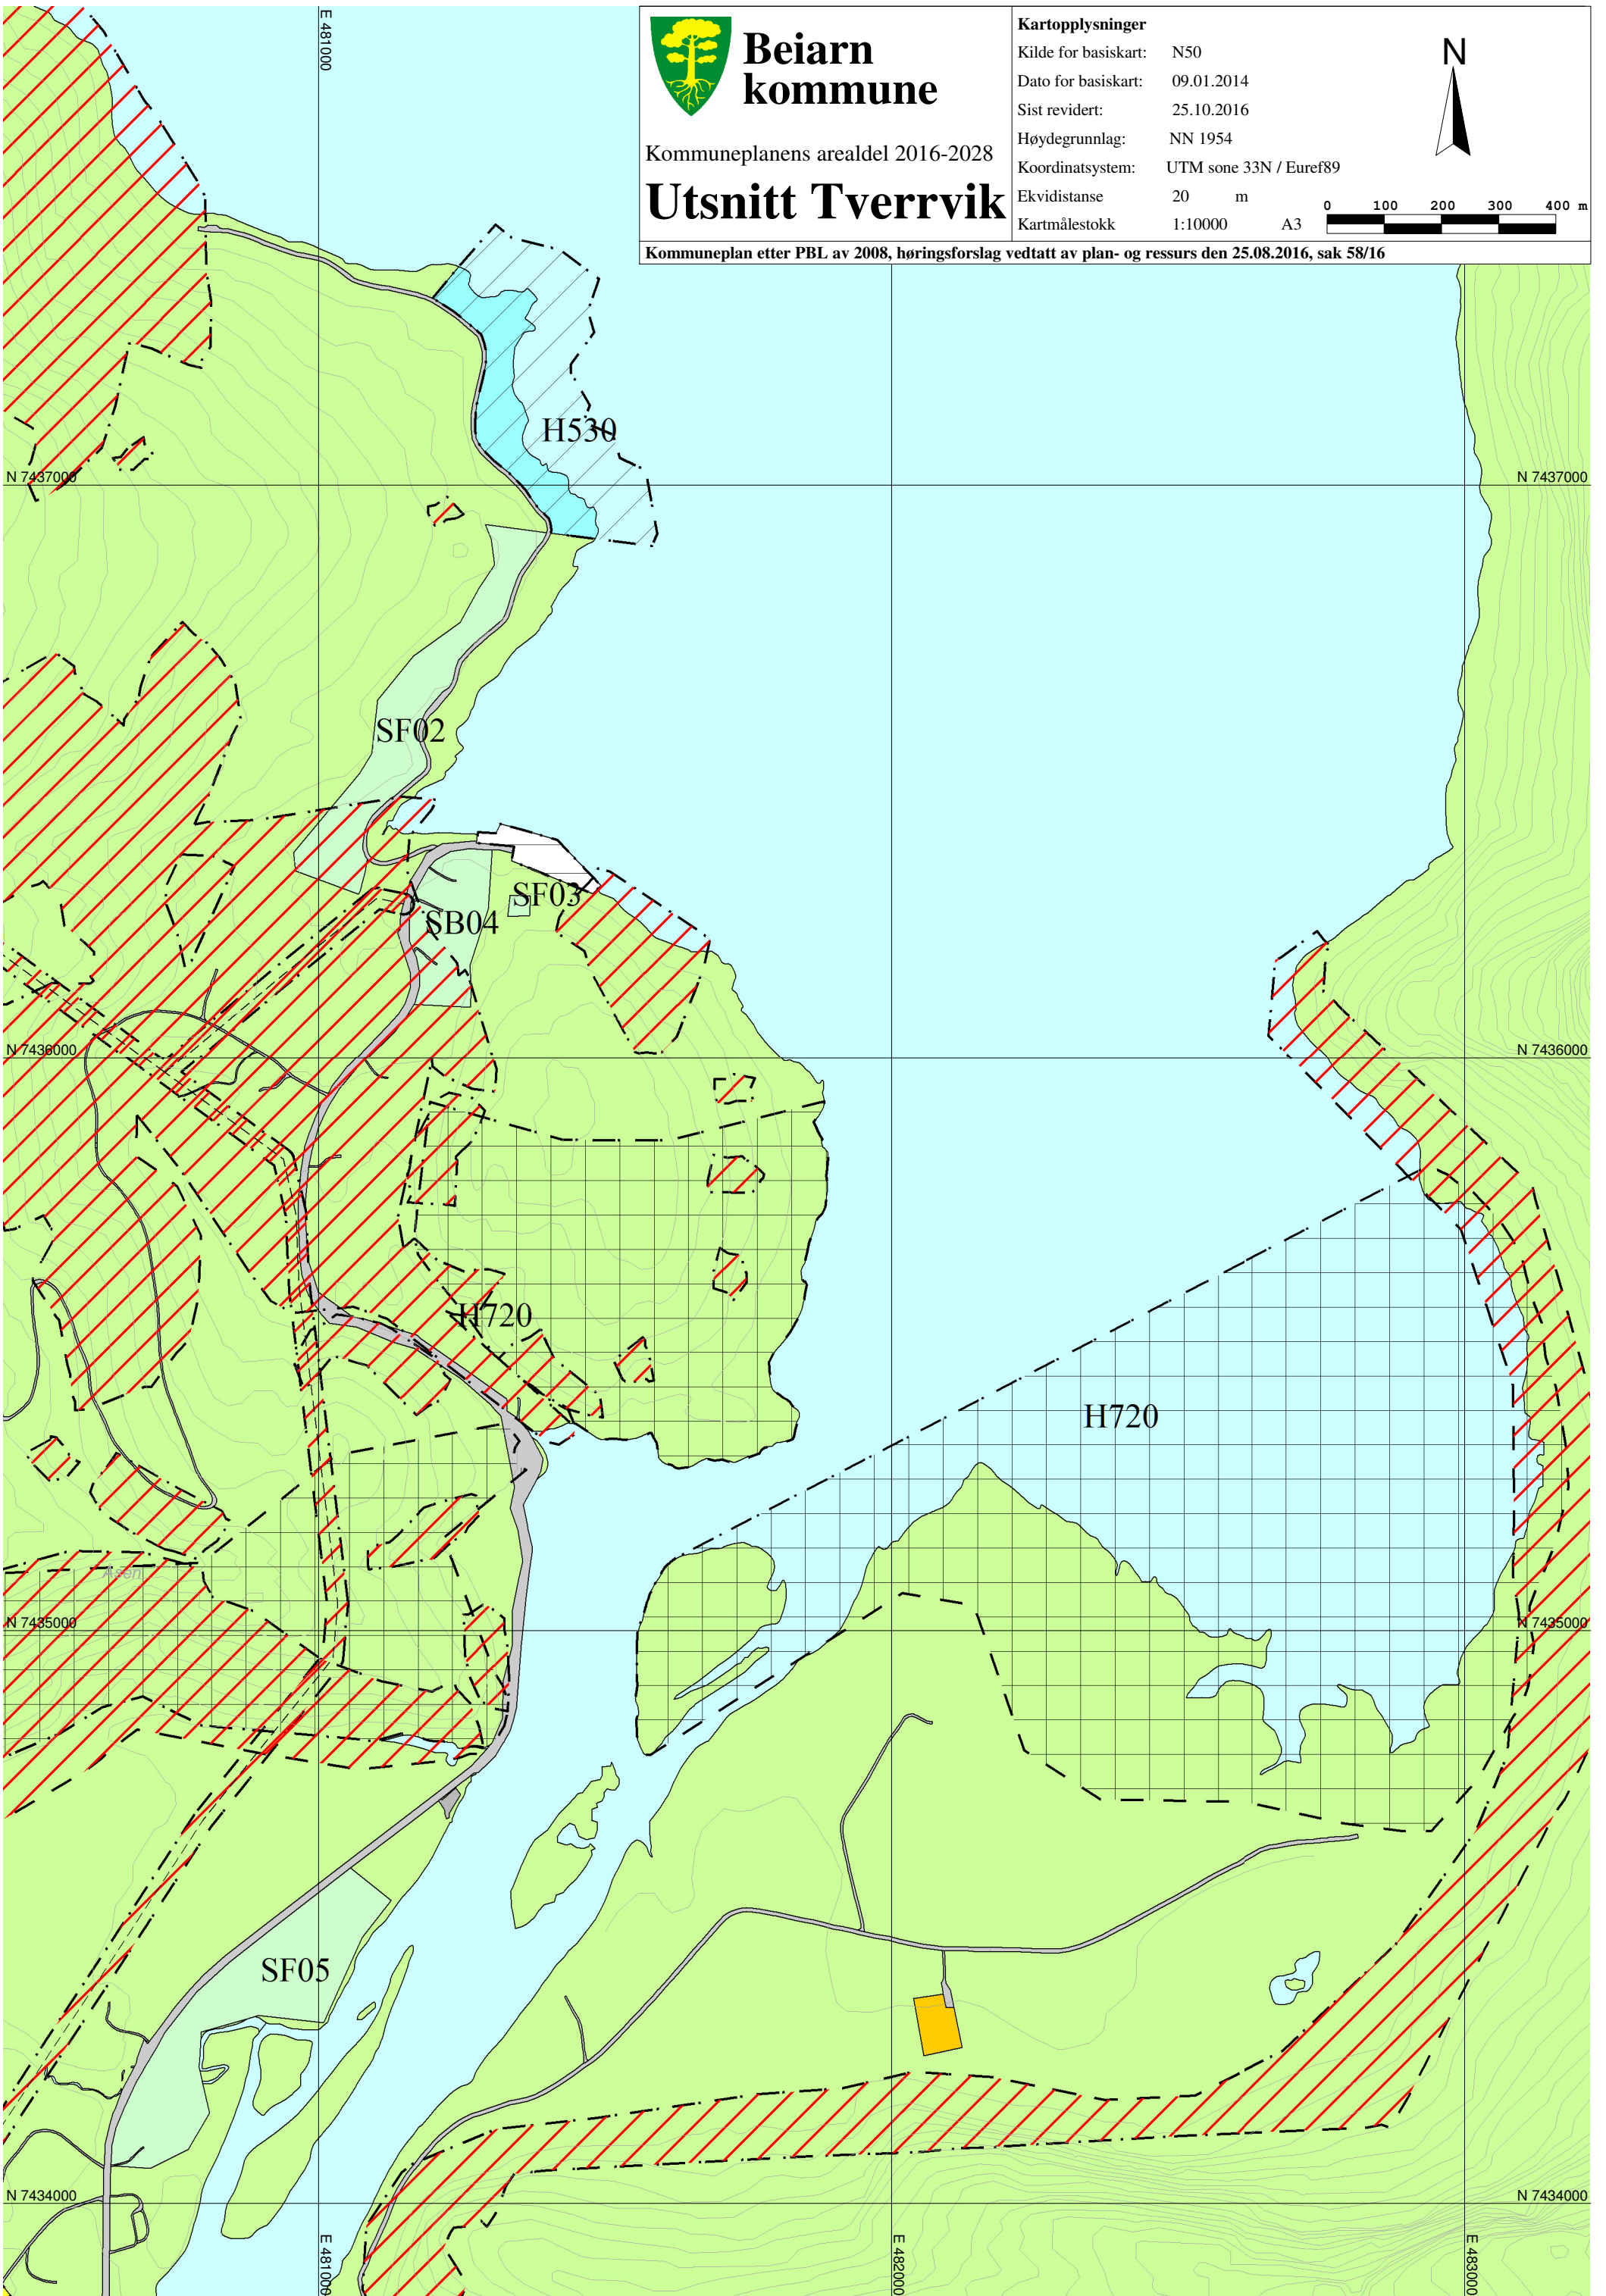 Beiarn
kommune
Kommuneplanens arealdel 2016-2028
Utsnitt Tverrvik
Kartopplysninger
Kilde for basiskart: N50
Dato for basiskart: 09.01.2014
Sist revidert: 25.10.2016
Høydegrunnlag: NN 1954
Koordinatsystem: UTM sone 33N / Euref89
Ekvidistanse 20 m
Kartmålestokk 1:10000 A3
N
0 100 200 300 400 m
Kommuneplan etter PBL av 2008, høringsforslag vedtatt av plan- og ressurs den 25.08.2016, sak 58/16
E 481000
H530
N 7437000
N 7437000
SF02
SF03
SB04
N 7436000
N 7436000
H720
H720
Åsen
N 7435000
N 7435000
SF05
N 7434000
N 7434000
E 481000
E 482000
E 483000